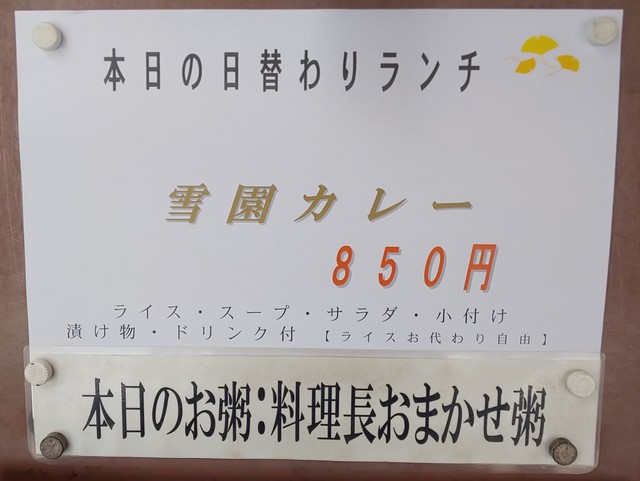 本日の日替わりランチ
雪園カレー
８５０円
ライス・スープ・サラダ・小付け
漬け物・ドリンク付 【ライスお代わり自由】
本日のお粥:料理長おまかせ粥